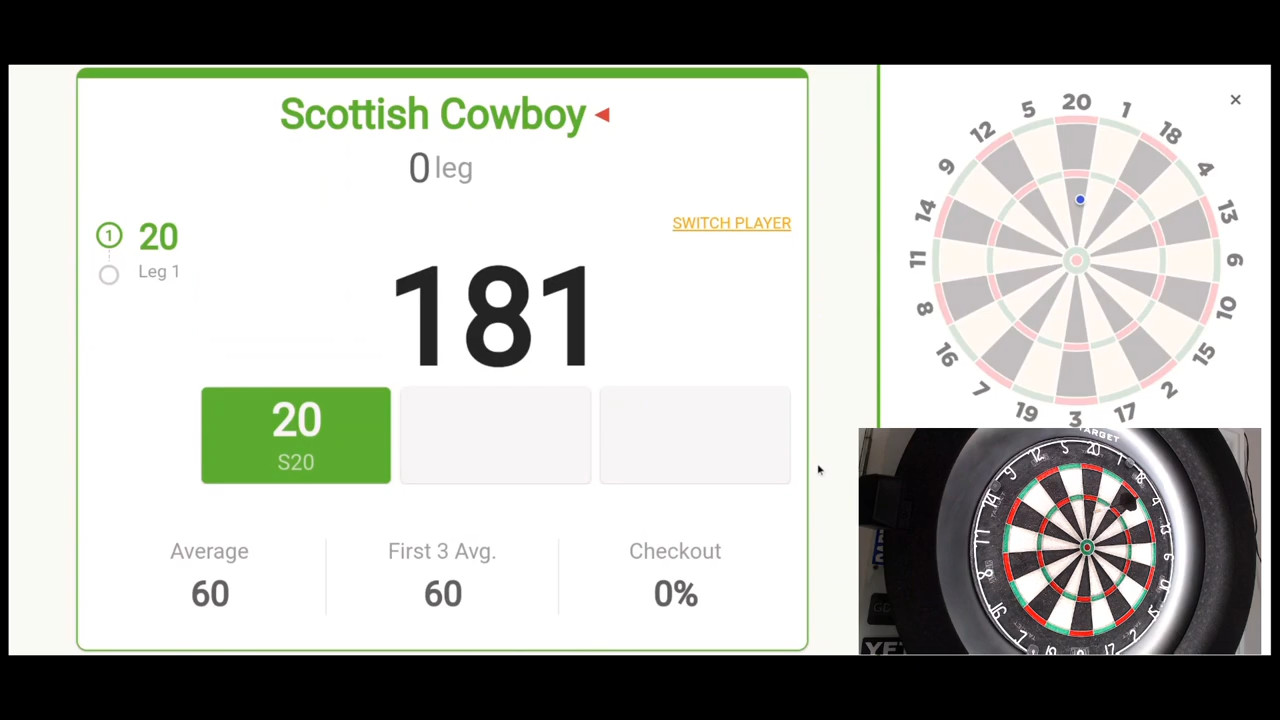 Scottish Cowboy
0 leg
1 20
Leg 1
SWITCH PLAYER
181
20
S20
Average
60
First 3 Avg.
60
Checkout
0%
20
1
18
4
13
6
10
15
2
17
3
19
7
16
8
11
14
9
12
5
TARGET